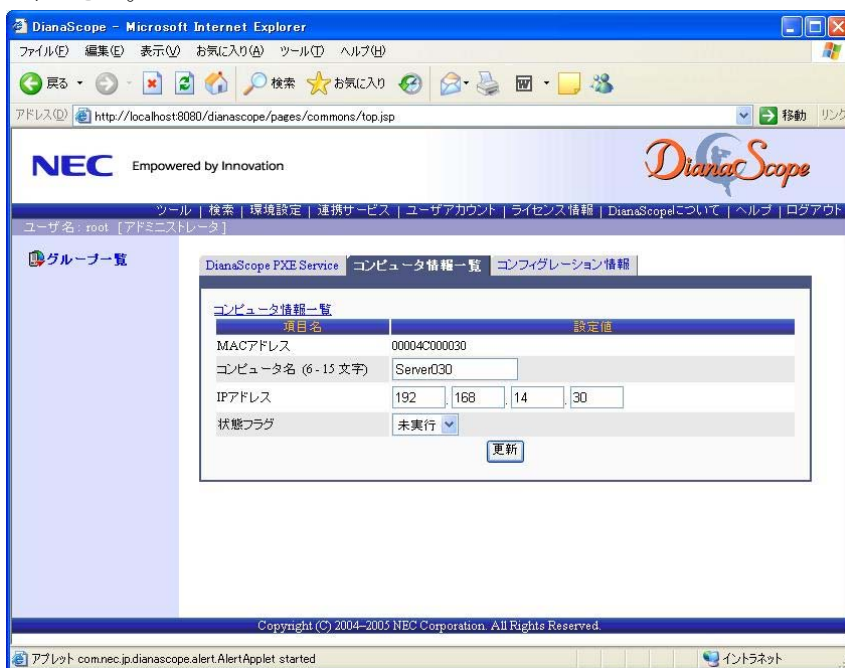 DianaScope - Microsoft Internet Explorer
ファイル(F) 編集(E) 表示(V) お気に入り(A) ツール(T) ヘルプ(H)
戻る 検索 お気に入り
アドレス(D) http://localhost:8080/dianascope/pages/commons/top.jsp 移動 リンク
NEC Empowered by Innovation DianaScope
ツール | 検索 | 環境設定 | 連携サービス | ユーザアカウント | ライセンス情報 | DianaScopeについて | ヘルプ | ログアウト
ユーザ名 : root [アドミニストレータ]
グループ一覧
DianaScope PXE Service コンピュータ情報一覧 コンフィグレーション情報
コンピュータ情報一覧
項目名 設定値
MACアドレス 00004C000030
コンピュータ名 (6 - 15 文字) Server030
IPアドレス 192 . 168 . 14 . 30
状態フラグ 未実行
更新
Copyright (C) 2004-2005 NEC Corporation. All Rights Reserved.
アプレット com.nec.jp.dianascope.alert.AlertApplet started イントラネット